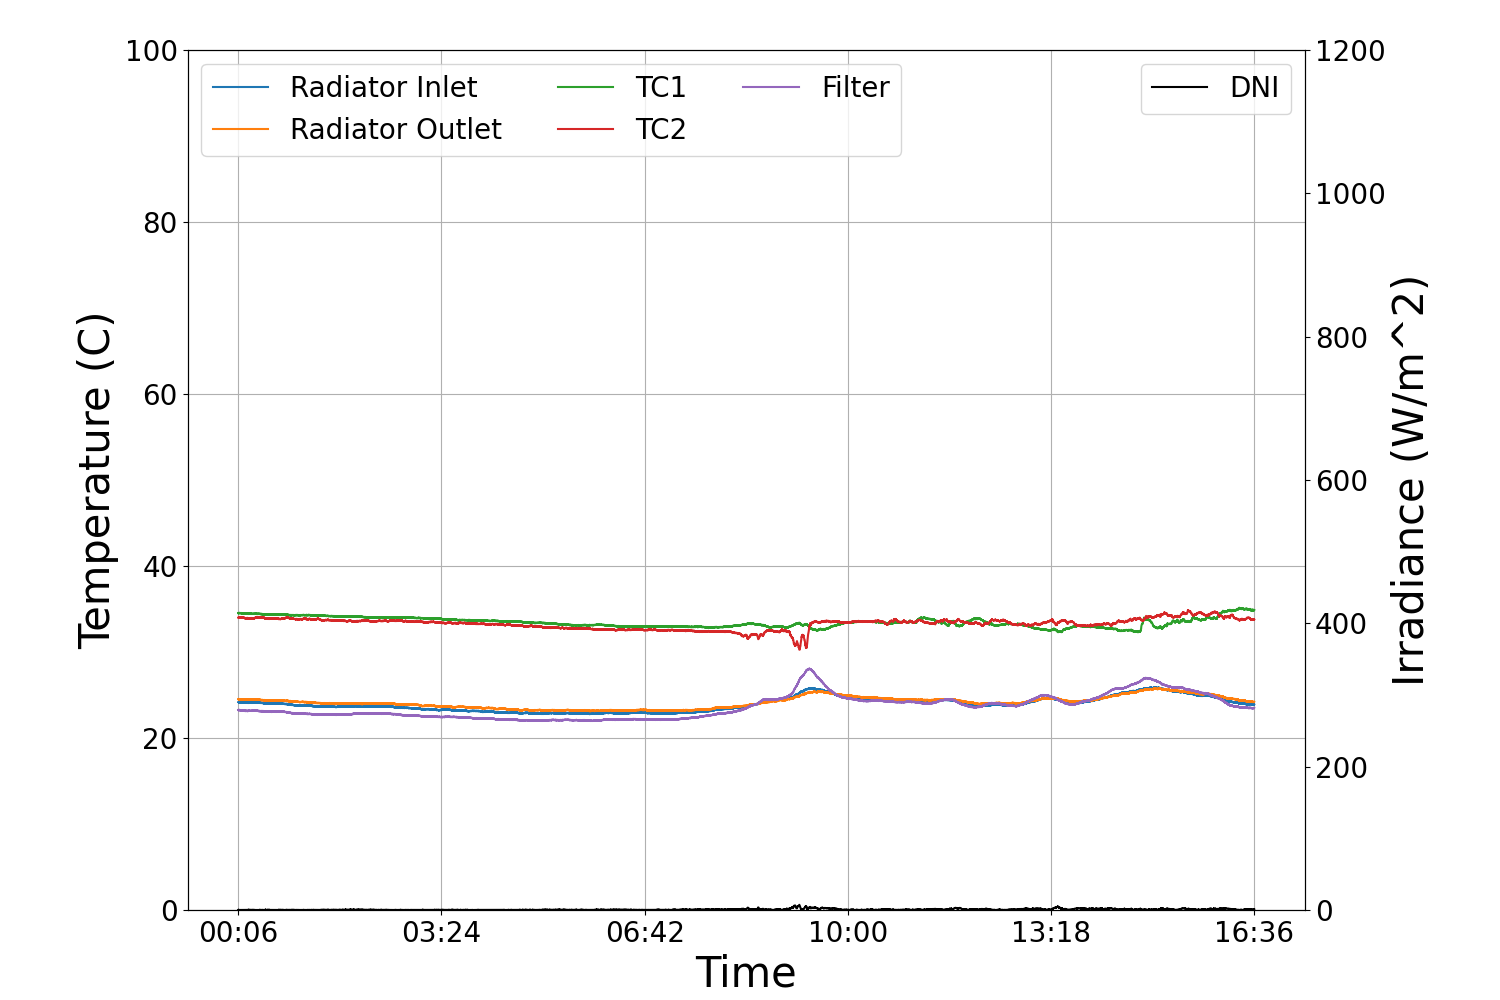 100
80
60
40
20
0
Temperature (C)
Radiator Inlet
Radiator Outlet
TC1
TC2
Filter
DNI
1200
1000
800
600
400
200
0
Irradiance (W/m^2)
00:06 03:24 06:42 10:00 13:18 16:36
Time